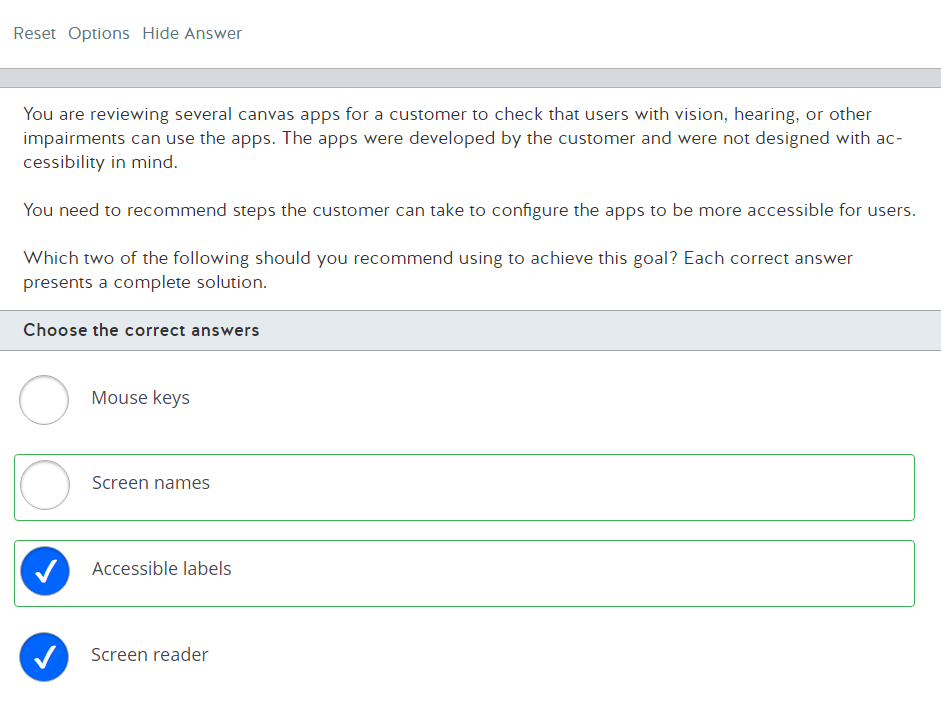 Reset Options Hide Answer
You are reviewing several canvas apps for a customer to check that users with vision, hearing, or other
impairments can use the apps. The apps were developed by the customer and were not designed with ac-
cessibility in mind.
You need to recommend steps the customer can take to configure the apps to be more accessible for users.
Which two of the following should you recommend using to achieve this goal? Each correct answer
presents a complete solution.
Choose the correct answers
Mouse keys
Screen names
Accessible labels
Screen reader